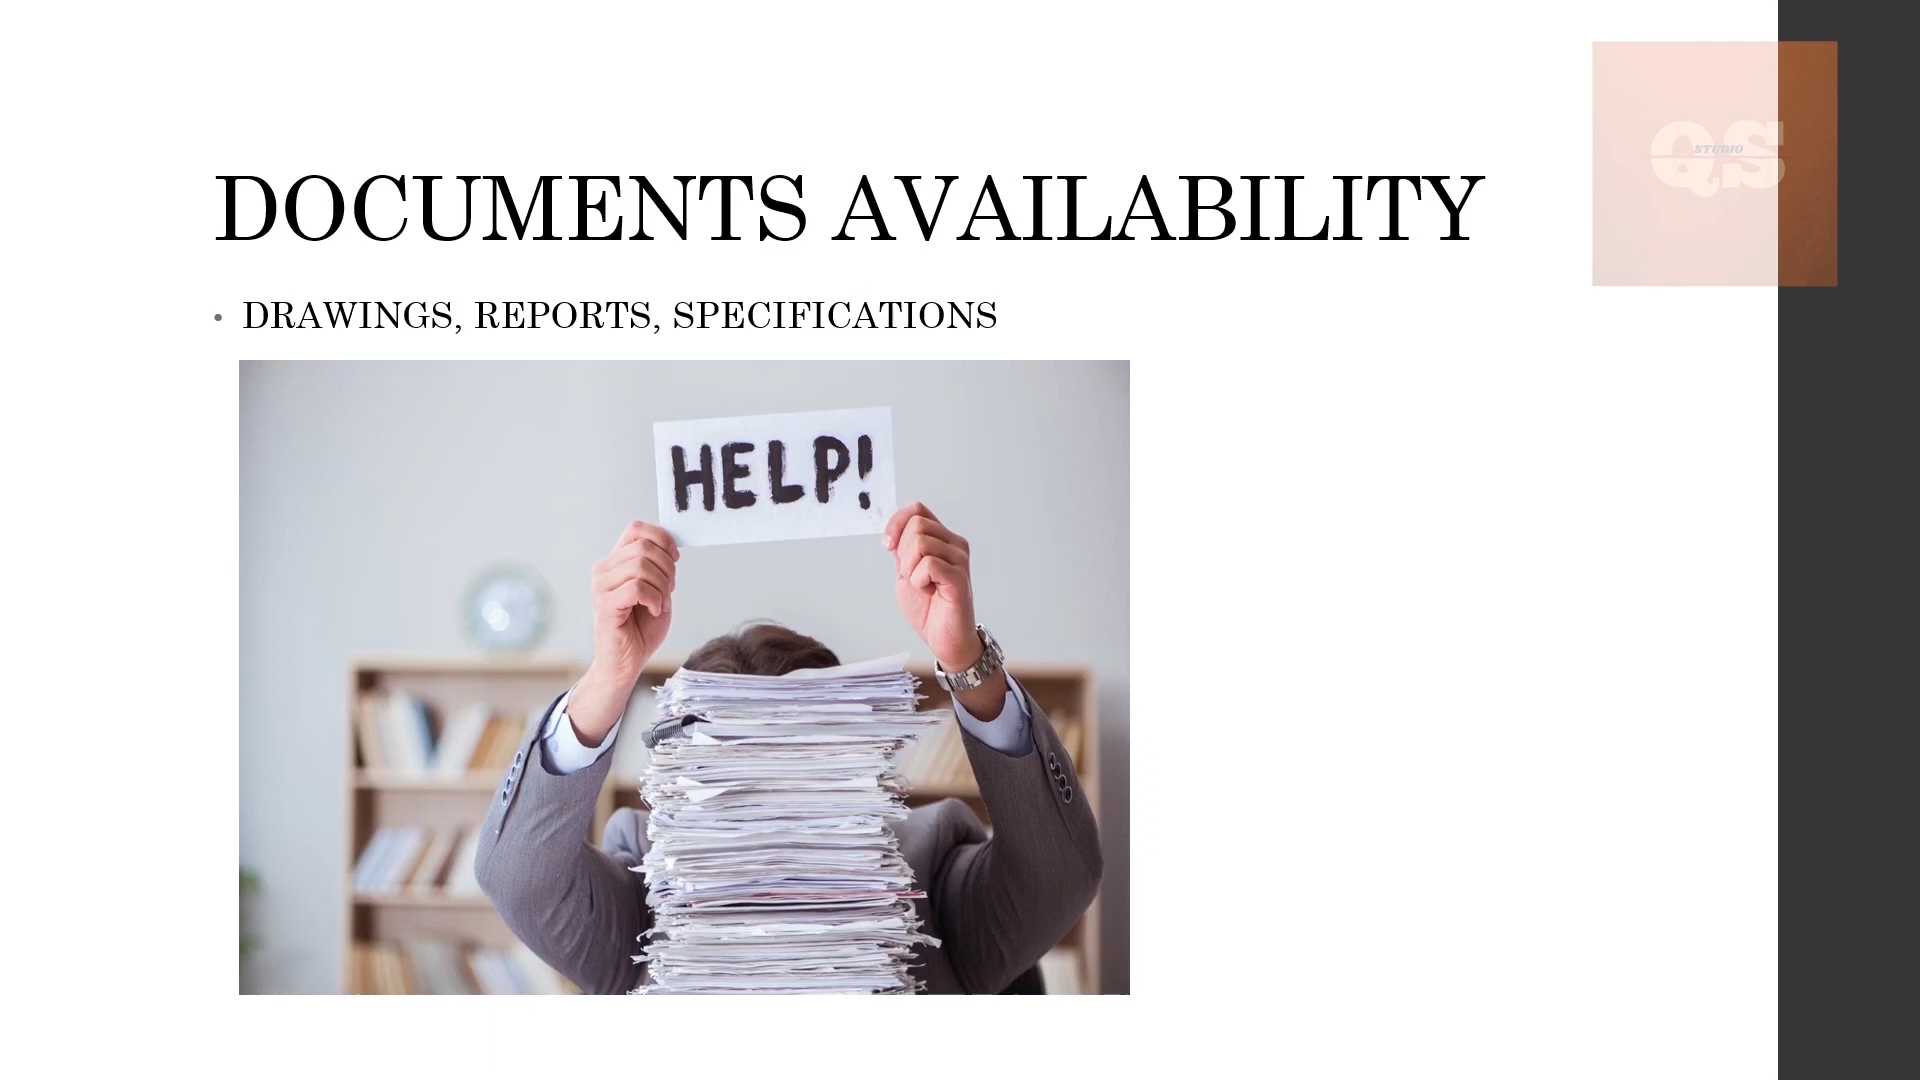 QS
STUDIO
DOCUMENTS AVAILABILITY
• DRAWINGS, REPORTS, SPECIFICATIONS
HELP!